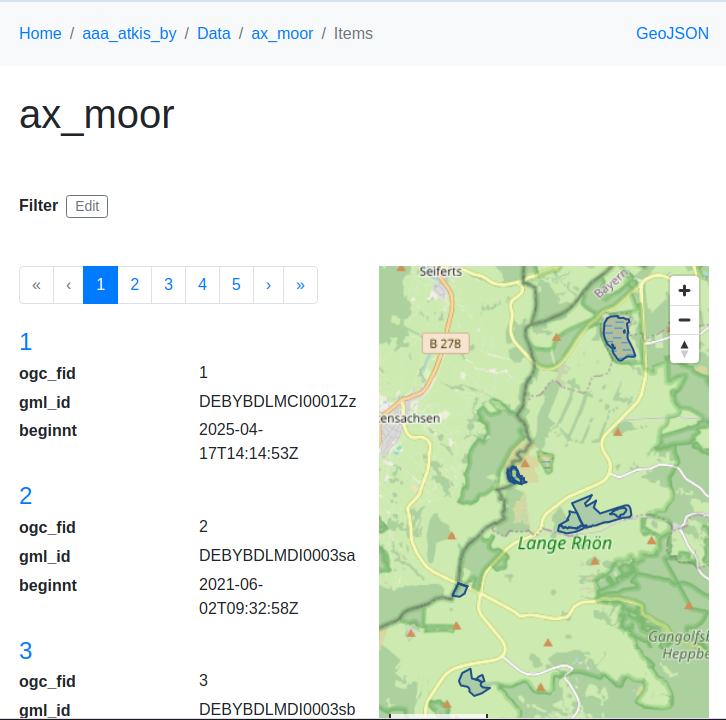 Home / aaa_atkis_by / Data / ax_moor / Items
GeoJSON
ax_moor
Filter Edit
« ‹ 1 2 3 4 5 › »
1
ogc_fid 1
gml_id DEBYBDLMCI0001Zz
beginnt 2025-04-
17T14:14:53Z
2
ogc_fid 2
gml_id DEBYBDLMDI0003sa
beginnt 2021-06-
02T09:32:58Z
3
ogc_fid 3
gml_id DEBYBDLMDI0003sb
Seiferts
Bayern
B 278
tensachsen
Lange Rhön
Gangolfsb
Heppbe